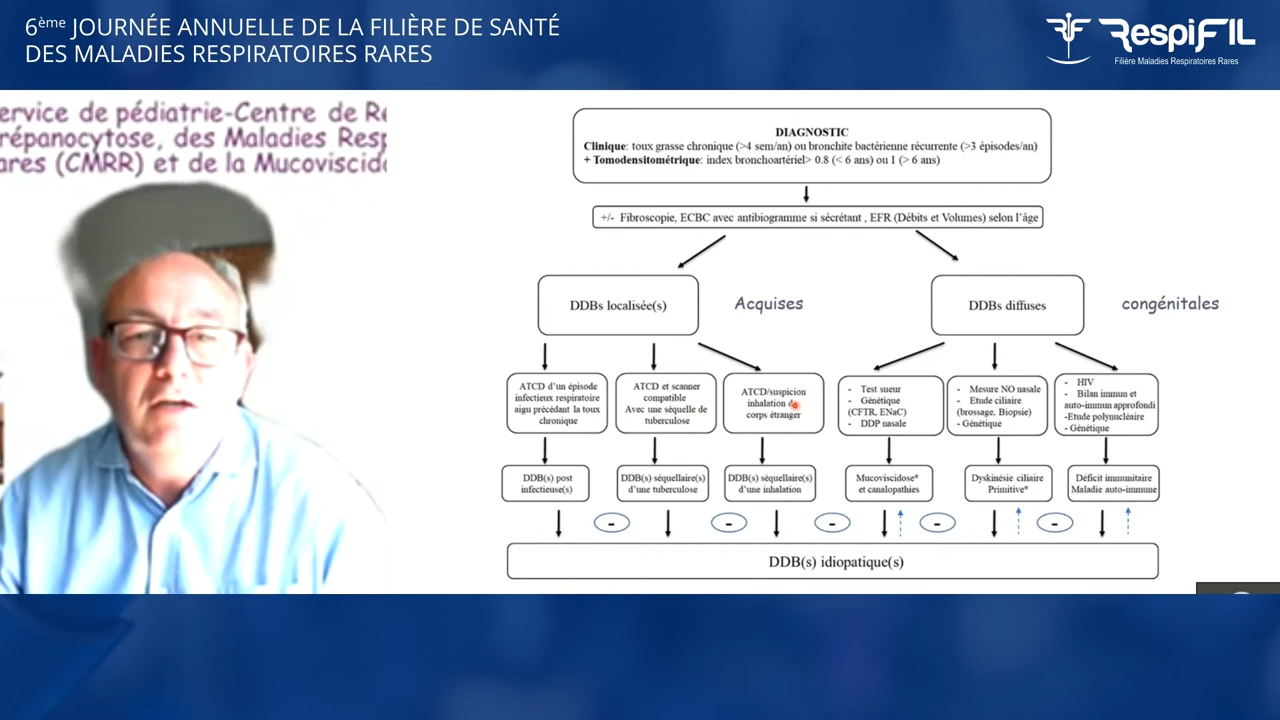 6ème JOURNÉE ANNUELLE DE LA FILIÈRE DE SANTÉ
DES MALADIES RESPIRATOIRES RARES
RESPIFIL
Filière Maladies Respiratoires Rares
ervice de pédiatrie-Centre de Re
répanocytose, des Maladies Resp
ares (CMRR) et de la Mucoviscido
DIAGNOSTIC
Clinique: toux grasse chronique (>4 sem/an) ou bronchite bactérienne récurrente (>3 épisodes/an)
+ Tomodensitométrique: index bronchoartériel> 0.8 (< 6 ans) ou 1 (> 6 ans)
+/- Fibroscopie, ECBC avec antibiogramme si sécrétant , EFR (Débits et Volumes) selon l'âge
DDBs localisée(s)
Acquises
DDBs diffuses
congénitales
ATCD d'un épisode
infectieux respiratoire
aigu précédant la toux
chronique
ATCD et scanner
compatible
Avec une séquelle de
tuberculose
ATCD/suspicion
inhalation de
corps étranger
- Test sueur
- Génétique
(CFTR, ENaC)
- DDP nasale
- Mesure NO nasale
- Etude ciliaire
(brossage, Biopsie)
- Génétique
- HIV
- Bilan immun et
auto-immun approfondi
-Etude polynucléaire
- Génétique
DDB(s) post
infectieuse(s)
DDB(s) séquellaire(s)
d'une tuberculose
DDB(s) séquellaire(s)
d'une inhalation
Mucoviscidose*
et canalopathies
Dyskinésie ciliaire
Primitive*
Déficit immunitaire
Maladie auto-immune
- - - - -
DDB(s) idiopatique(s)